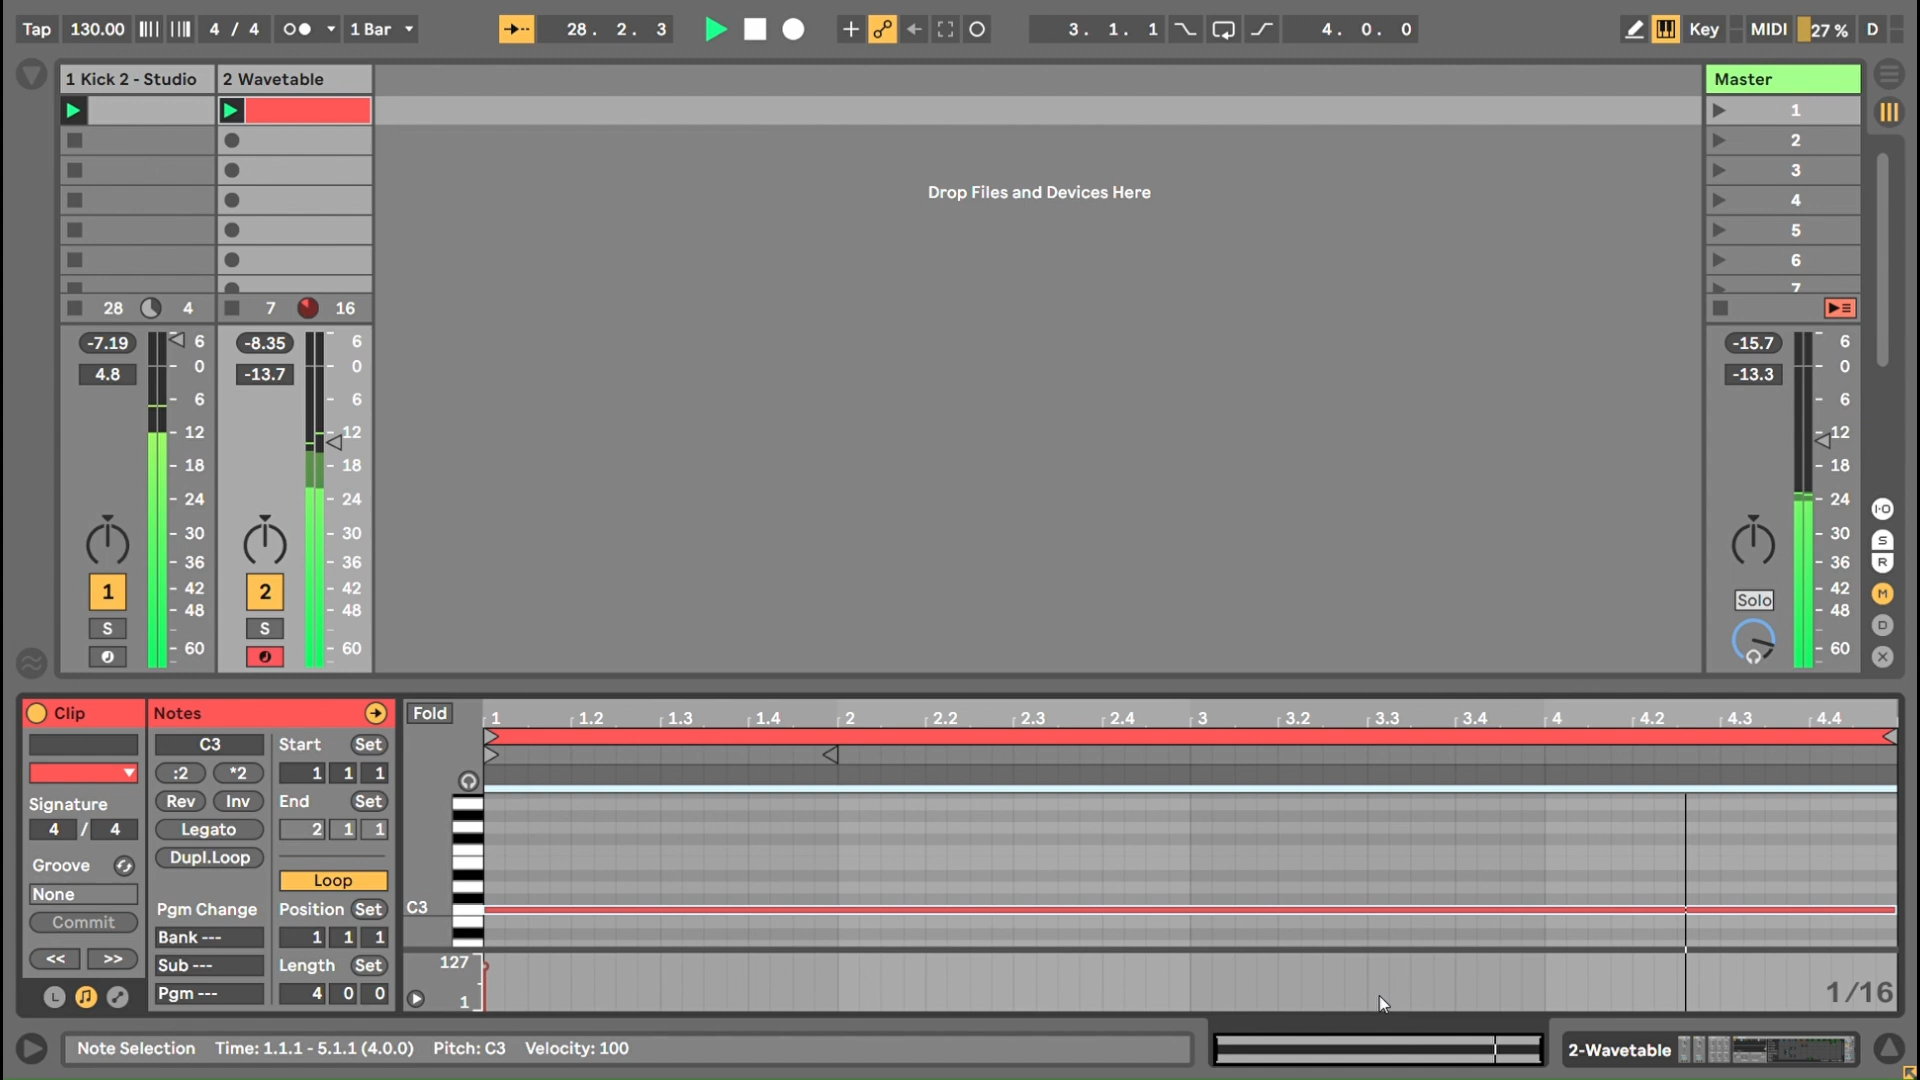 Tap 130.00 4 / 4 1 Bar 28. 2. 3 3. 1. 1 4. 0. 0 Key MIDI 27 % D
1 Kick 2 - Studio 2 Wavetable Master
1
2
Drop Files and Devices Here
3
4
5
6
7
28 4 7 16
-7.19 6 -8.35 6 -15.7 6
4.8 0 -13.7 0 -13.3 0
6 6 6
12 12 12
18 18 18
24 24 24
I·O
30 30 30
S
36 36 36
R
1 42 2 42 Solo 42
M
48 48 48
S S D
60 60 60
Clip Notes Fold 1 1.2 1.3 1.4 2 2.2 2.3 2.4 3 3.2 3.3 3.4 4 4.2 4.3 4.4
C3 Start Set
:2 *2 1 1 1
Signature Rev Inv End Set
4 / 4 Legato 2 1 1
Groove Dupl.Loop
None Loop
Commit Pgm Change Position Set C3
Bank --- 1 1 1
<< >> Sub --- Length Set 127
L Pgm --- 4 0 0 1 1/16
Note Selection Time: 1.1.1 - 5.1.1 (4.0.0) Pitch: C3 Velocity: 100 2-Wavetable